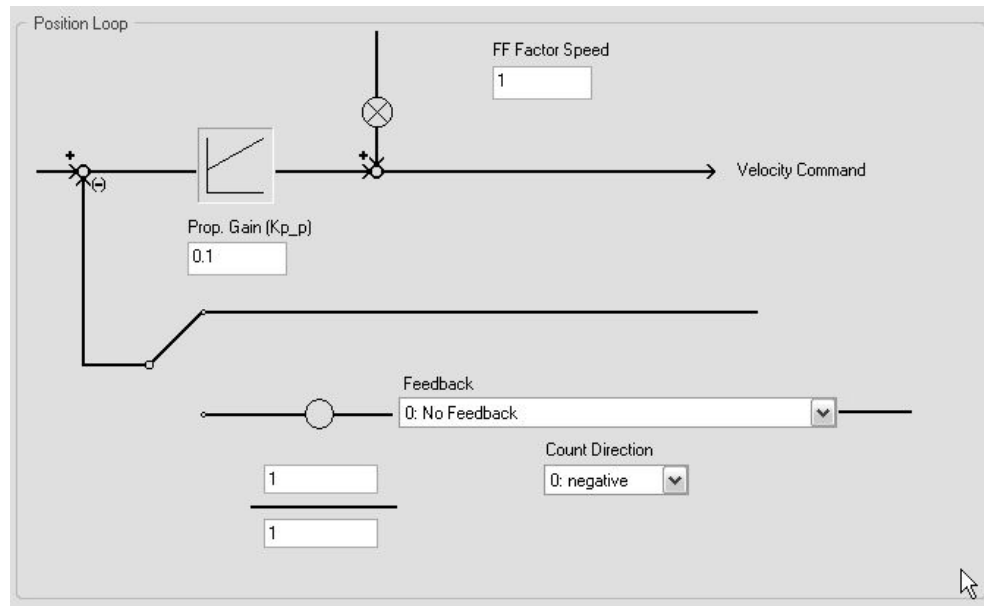 Position Loop
FF Factor Speed
1
+
+
(-)
Velocity Command
Prop. Gain (Kp_p)
0.1
Feedback
0: No Feedback
Count Direction
1
0: negative
1